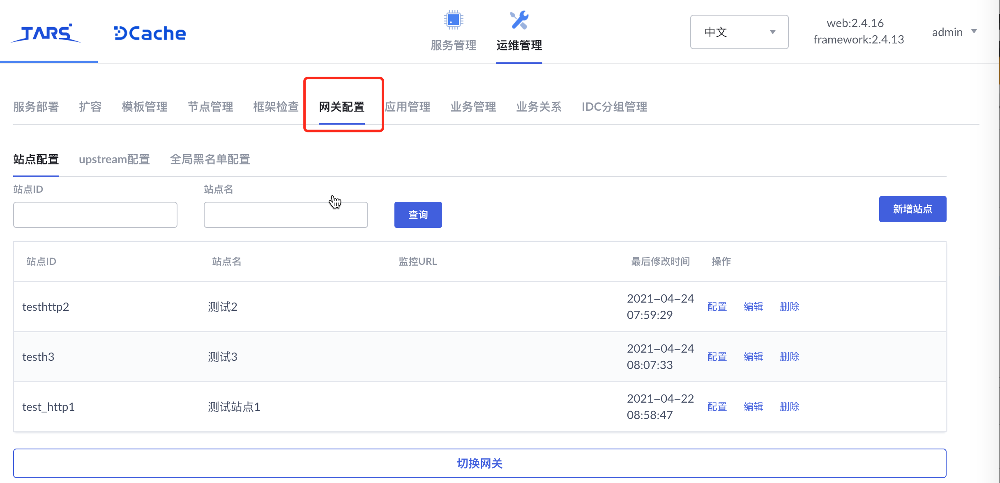 TARS DCache
服务管理 运维管理
中文
web:2.4.16
framework:2.4.13
admin
服务部署 扩容 模板管理 节点管理 框架检查 网关配置 应用管理 业务管理 业务关系 IDC分组管理
站点配置 upstream配置 全局黑名单配置
站点ID 站点名
查询 新增站点
站点ID 站点名 监控URL 最后修改时间 操作
testhttp2 测试2 2021-04-24 07:59:29 配置 编辑 删除
testh3 测试3 2021-04-24 08:07:33 配置 编辑 删除
test_http1 测试站点1 2021-04-22 08:58:47 配置 编辑 删除
切换网关